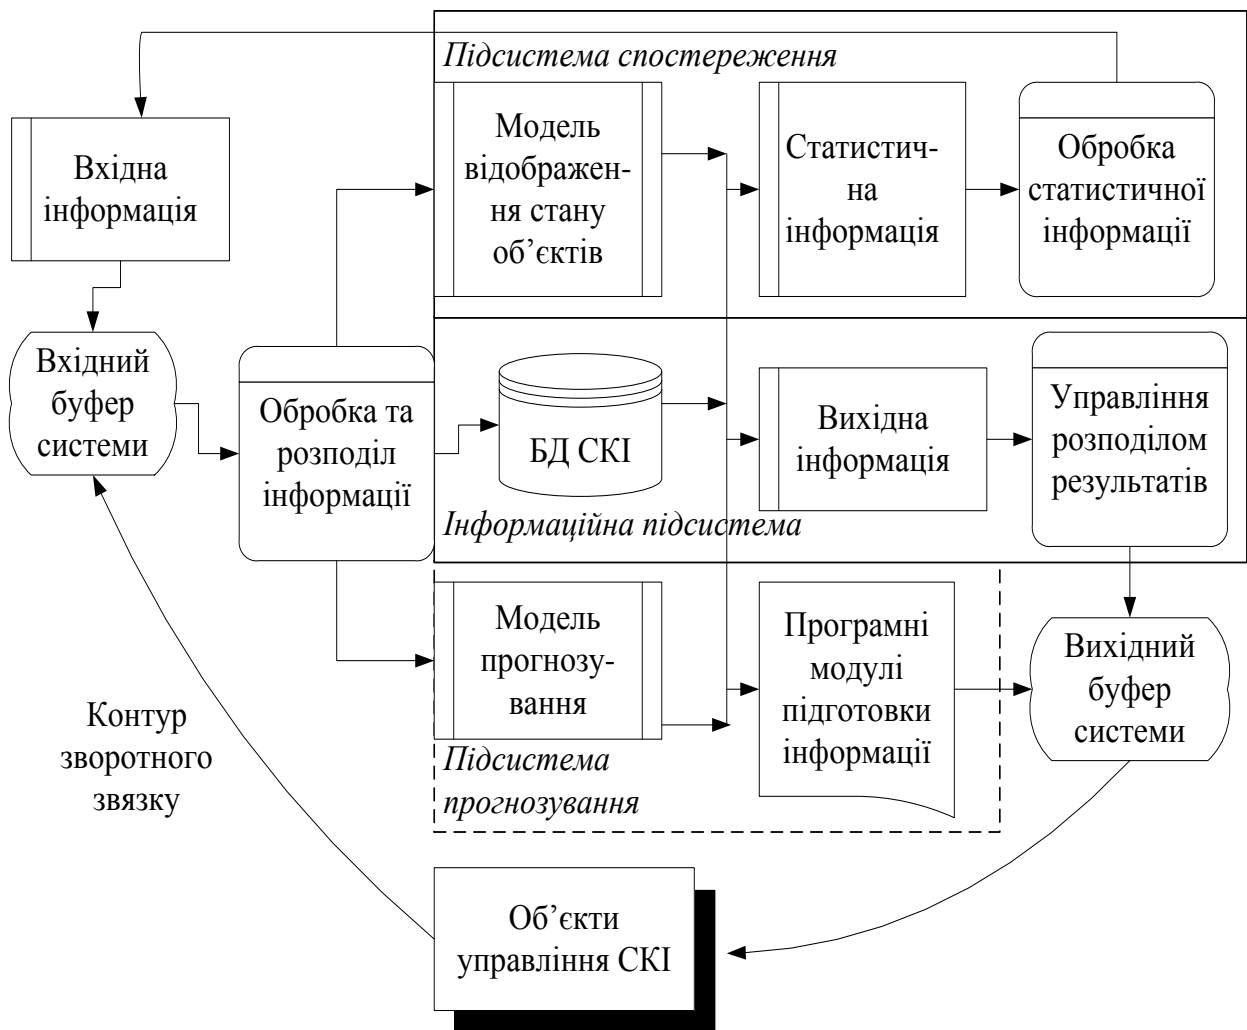 Підсистема спостереження
Вхідна
інформація
Модель
відображен-
ня стану
об’єктів
Статистич-
на
інформація
Обробка
статистичної
інформації
Вхідний
буфер
системи
Обробка та
розподіл
інформації
БД СКІ
Вихідна
інформація
Управління
розподілом
результатів
Інформаційна підсистема
Модель
прогнозу-
вання
Програмні
модулі
підготовки
інформації
Вихідний
буфер
системи
Підсистема
прогнозування
Контур
зворотного
звязку
Об’єкти
управління СКІ